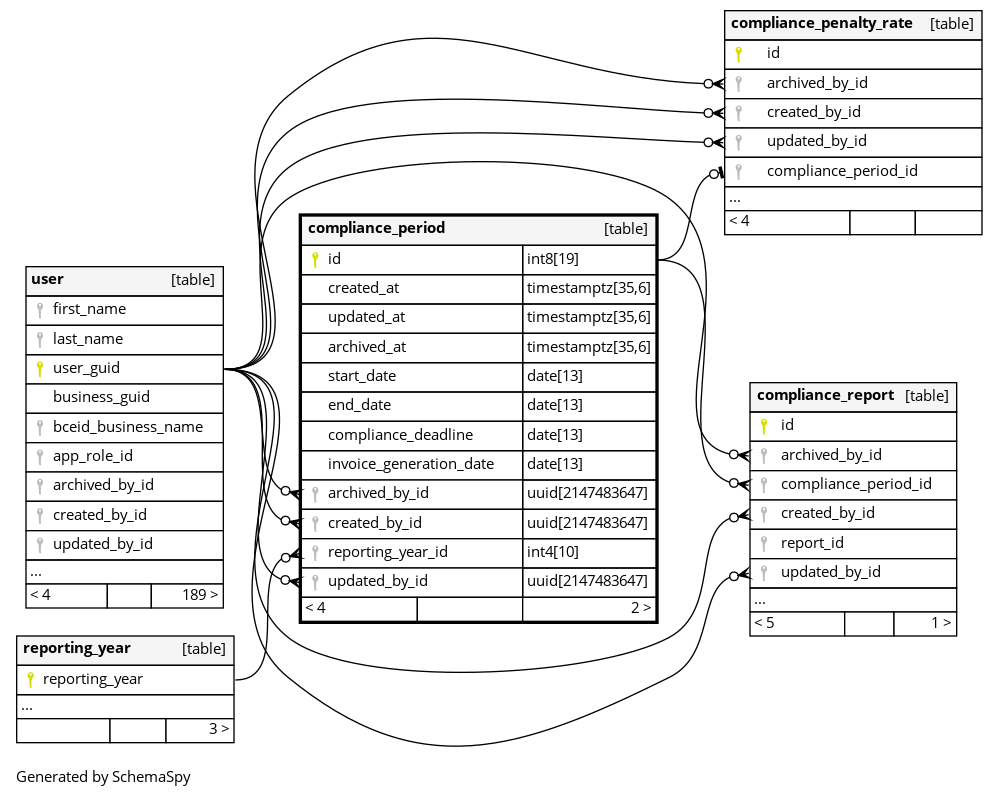 compliance_penalty_rate [table]
id
archived_by_id
created_by_id
updated_by_id
compliance_period_id
...
< 4
compliance_period [table]
id int8[19]
created_at timestamptz[35,6]
updated_at timestamptz[35,6]
archived_at timestamptz[35,6]
start_date date[13]
end_date date[13]
compliance_deadline date[13]
invoice_generation_date date[13]
archived_by_id uuid[2147483647]
created_by_id uuid[2147483647]
reporting_year_id int4[10]
updated_by_id uuid[2147483647]
< 4 2 >
user [table]
first_name
last_name
user_guid
business_guid
bceid_business_name
app_role_id
archived_by_id
created_by_id
updated_by_id
...
< 4 189 >
compliance_report [table]
id
archived_by_id
compliance_period_id
created_by_id
report_id
updated_by_id
...
< 5 1 >
reporting_year [table]
reporting_year
...
3 >
Generated by SchemaSpy